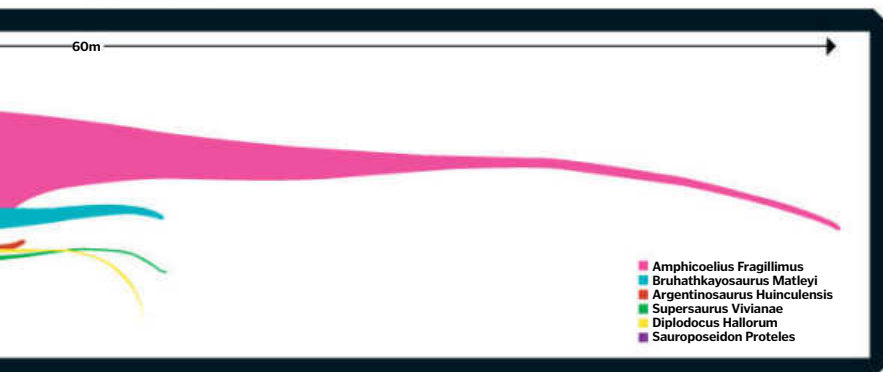 60m
Amphicoelius Fragillimus
Bruhathkayosaurus Matleyi
Argentinosaurus Huinculensis
Supersaurus Vivianae
Diplodocus Hallorum
Sauroposeidon Proteles